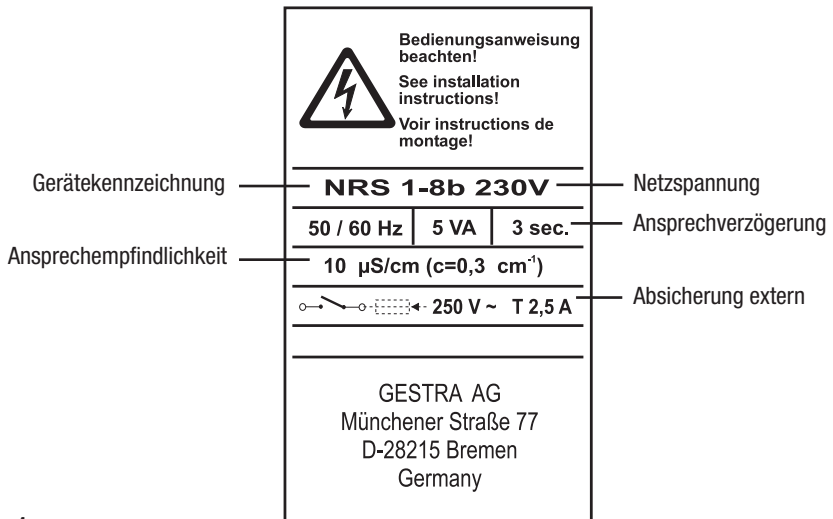 Bedienungsanweisung
beachten!
See installation
instructions!
Voir instructions de
montage!
Gerätekennzeichnung
NRS 1-8b 230V
Netzspannung
50 / 60 Hz 5 VA 3 sec.
Ansprechverzögerung
Ansprechempfindlichkeit
10 µS/cm (c=0,3 cm⁻¹)
250 V ~ T 2,5 A
Absicherung extern
GESTRA AG
Münchener Straße 77
D-28215 Bremen
Germany